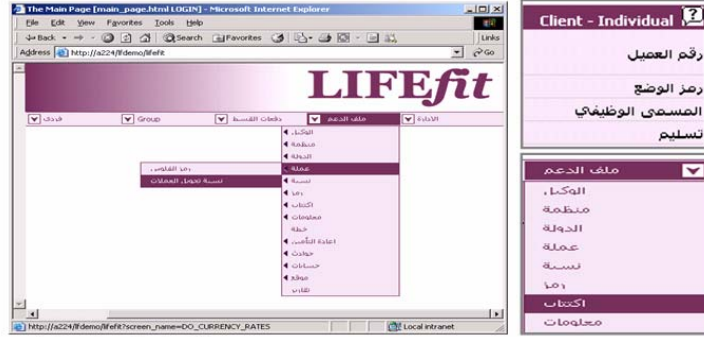 The Main Page [main_page.html LOGIN] - Microsoft Internet Explorer
File Edit View Favorites Tools Help
Back Search Favorites Links
Address http://a224/lfdemo/lifefit Go
LIFEfit
فردى Group دفعات القسط ملف الدعم الادارة
الوكيل
منظمة
الدولة
عملة
نسبة
رمز
اكتتاب
معلومات
خطة
اعادة التأمين
حوادث
حسابات
موقع
تقارير
رمز الفلوس
نسبة تحويل العملات
http://a224/lfdemo/lifefit?screen_name=DO_CURRENCY_RATES Local intranet
Client - Individual ?
رقم العميل
رمز الوضع
المسمى الوظيفي
تسليم
ملف الدعم
الوكيل
منظمة
الدولة
عملة
نسبة
رمز
اكتتاب
معلومات